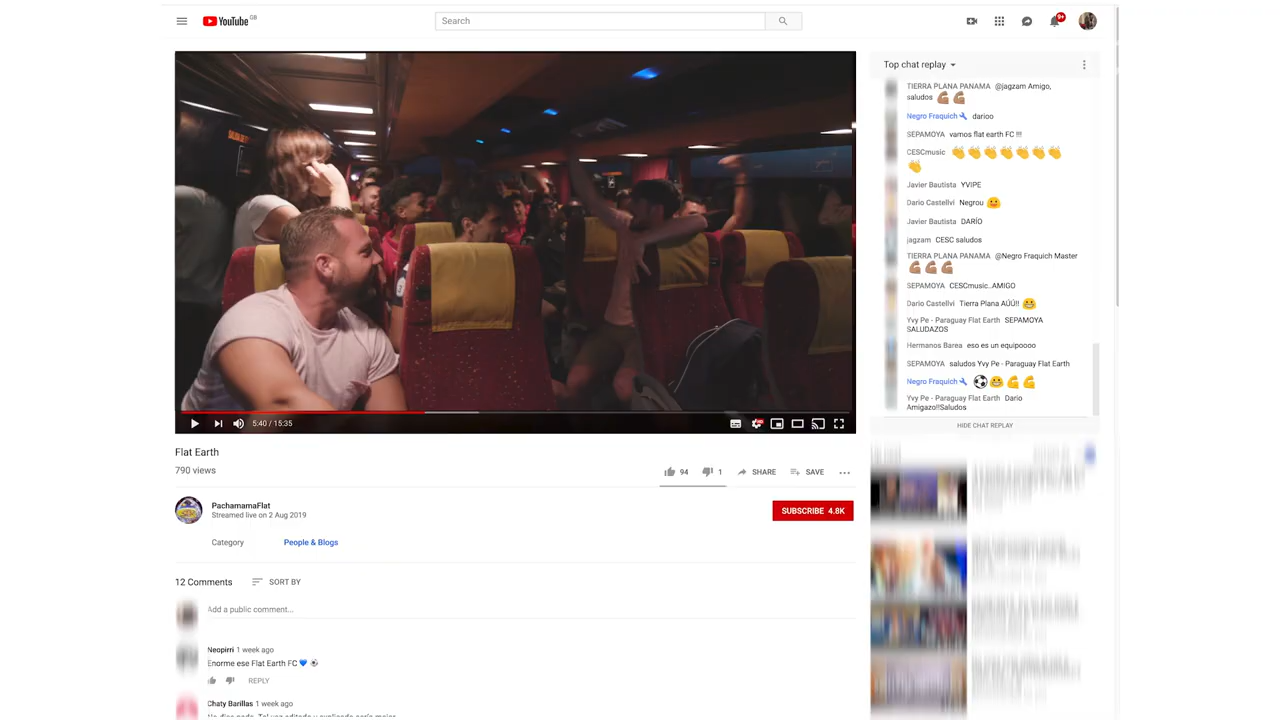 YouTube GB
Search
9+
Top chat replay
TIERRA PLANA PANAMA @jagzam Amigo,
saludos
Negro Fraquich darioo
SEPAMOYA vamos flat earth FC !!!
CESCmusic
Javier Bautista YVIPE
Dario Castellvi Negrou
Javier Bautista DARÍO
jagzam CESC saludos
TIERRA PLANA PANAMA @Negro Fraquich Master
SEPAMOYA CESCmusic..AMIGO
Dario Castellvi Tierra Plana AÚÚ!!
Yvy Pe - Paraguay Flat Earth SEPAMOYA
SALUDAZOS
Hermanos Barea eso es un equipoooo
SEPAMOYA saludos Yvy Pe - Paraguay Flat Earth
Negro Fraquich
Yvy Pe - Paraguay Flat Earth Dario
Amigazo!!Saludos
HIDE CHAT REPLAY
5:40 / 15:35
Flat Earth
790 views
94 1 SHARE SAVE
PachamamaFlat
Streamed live on 2 Aug 2019
SUBSCRIBE 4.8K
Category People & Blogs
12 Comments SORT BY
Add a public comment...
Neopirri 1 week ago
Enorme ese Flat Earth FC 💙 ⚽
REPLY
Chaty Barillas 1 week ago